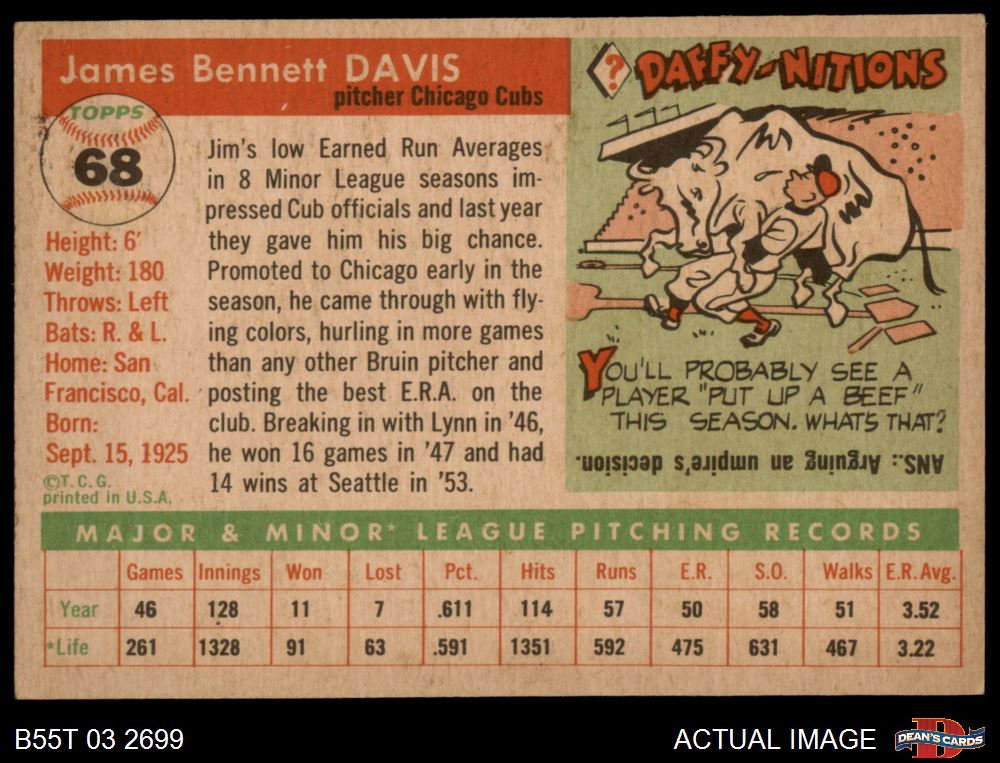 James Bennett DAVIS
pitcher Chicago Cubs
TOPPS
68
Height: 6'
Weight: 180
Throws: Left
Bats: R. & L.
Home: San
Francisco, Cal.
Born:
Sept. 15, 1925
©T. C. G.
printed in U.S.A.
Jim's low Earned Run Averages
in 8 Minor League seasons im-
pressed Cub officials and last year
they gave him his big chance.
Promoted to Chicago early in the
season, he came through with fly-
ing colors, hurling in more games
than any other Bruin pitcher and
posting the best E.R.A. on the
club. Breaking in with Lynn in '46,
he won 16 games in '47 and had
14 wins at Seattle in '53.
? DAFFY-NITIONS
YOU'LL PROBABLY SEE A
PLAYER "PUT UP A BEEF"
THIS SEASON. WHAT'S THAT?
ANS.: Arguing an umpire's decision.
MAJOR & MINOR* LEAGUE PITCHING RECORDS
Games Innings Won Lost Pct. Hits Runs E.R. S.O. Walks E.R. Avg.
Year 46 128 11 7 .611 114 57 50 58 51 3.52
*Life 261 1328 91 63 .591 1351 592 475 631 467 3.22
B55T 03 2699
ACTUAL IMAGE
DEAN'S CARDS